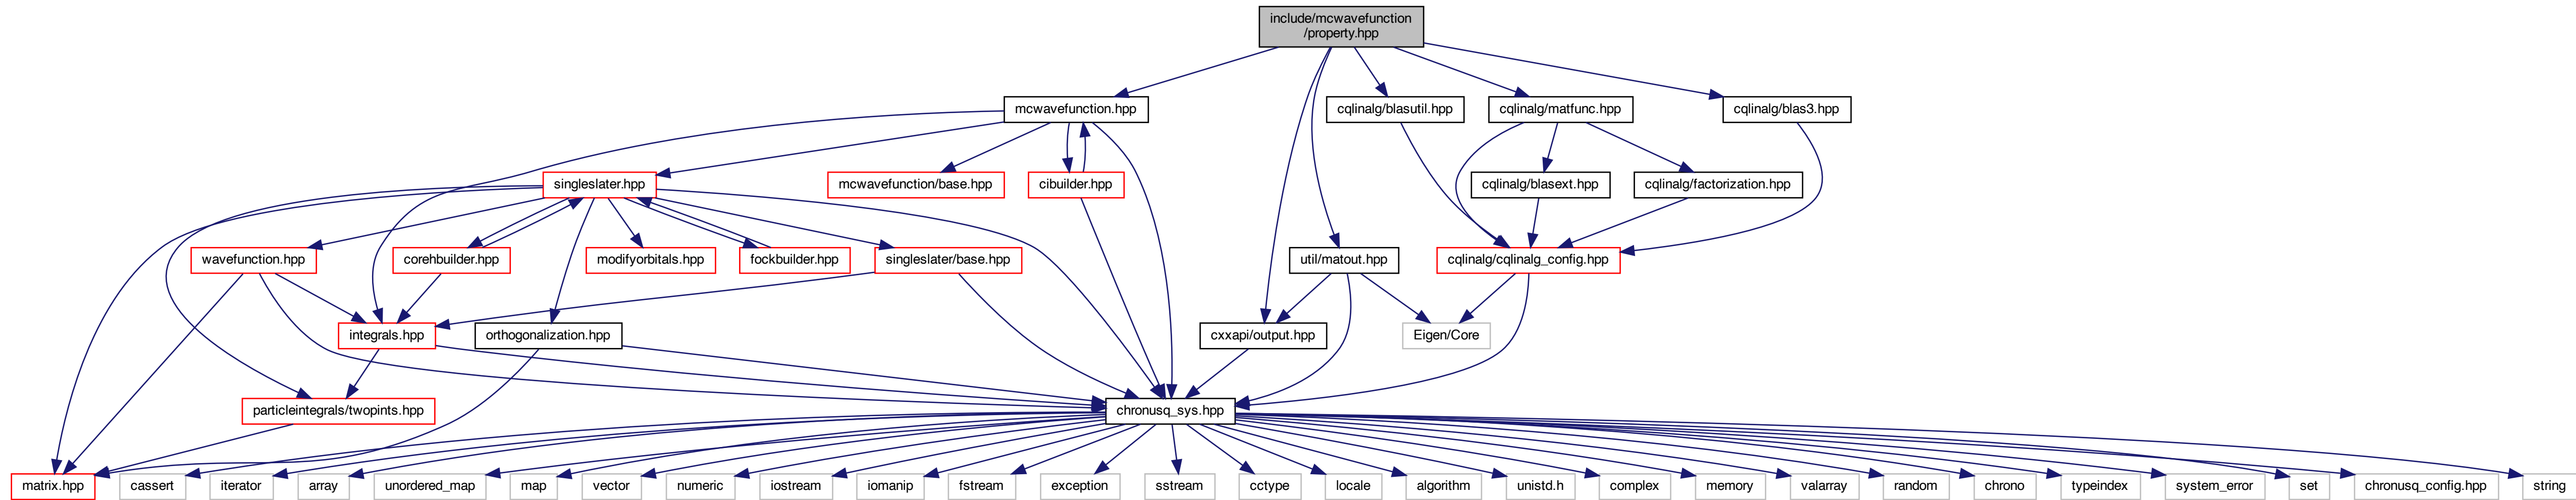 include/mcwavefunction
/property.hpp
mcwavefunction.hpp
cqlinalg/blasutil.hpp
cqlinalg/matfunc.hpp
cqlinalg/blas3.hpp
singleslater.hpp
mcwavefunction/base.hpp
cibuilder.hpp
cqlinalg/blasext.hpp
cqlinalg/factorization.hpp
wavefunction.hpp
corehbuilder.hpp
modifyorbitals.hpp
fockbuilder.hpp
singleslater/base.hpp
util/matout.hpp
cqlinalg/cqlinalg_config.hpp
integrals.hpp
orthogonalization.hpp
cxxapi/output.hpp
Eigen/Core
particleintegrals/twopints.hpp
chronusq_sys.hpp
matrix.hpp
cassert
iterator
array
unordered_map
map
vector
numeric
iostream
iomanip
fstream
exception
sstream
cctype
locale
algorithm
unistd.h
complex
memory
valarray
random
chrono
typeindex
system_error
set
chronusq_config.hpp
string